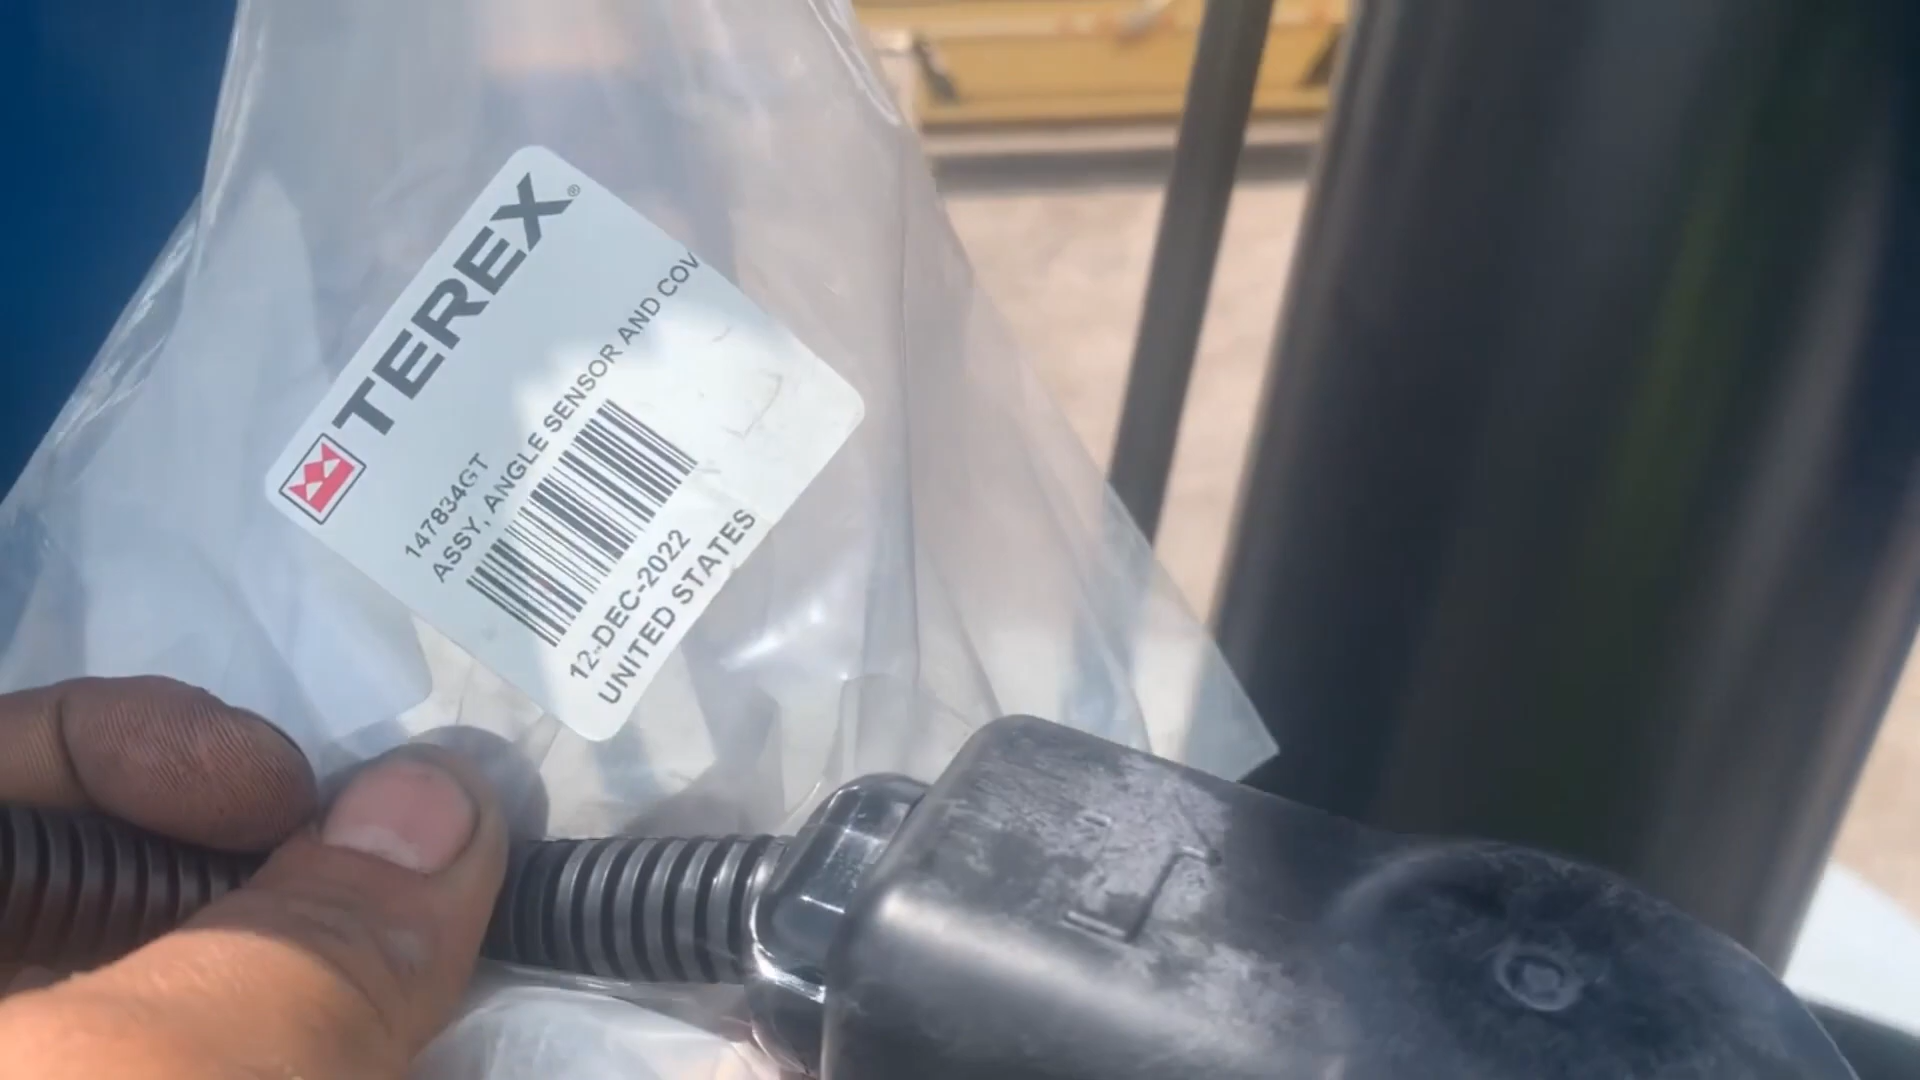 TEREX®
147834GT
ASSY, ANGLE SENSOR AND COV
12-DEC-2022
UNITED STATES